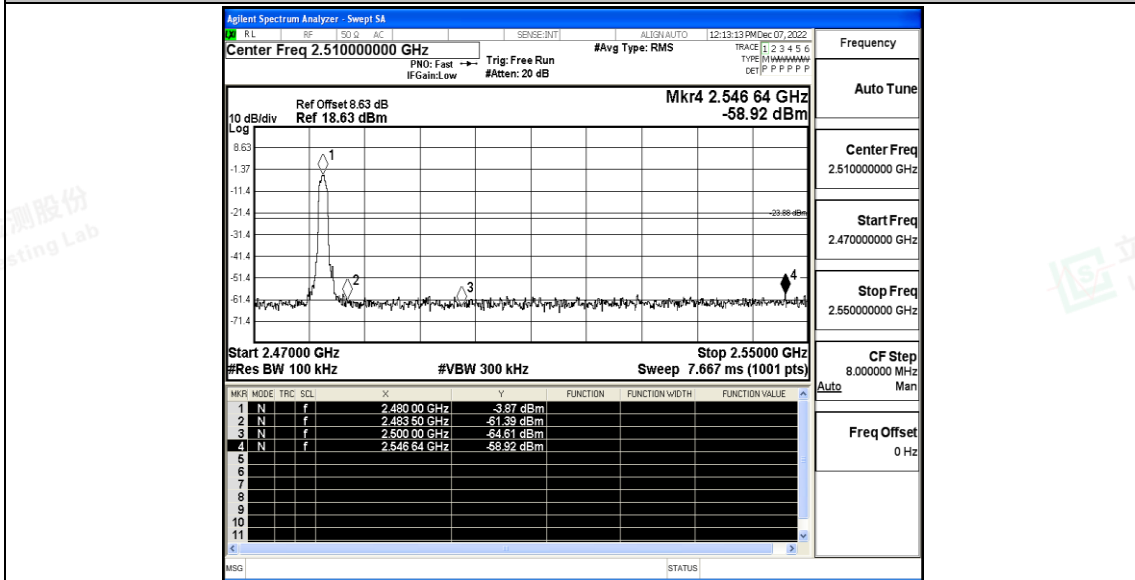 Agilent Spectrum Analyzer - Swept SA
RL RF 50 Ω AC SENSE:INT ALIGNAUTO 12:13:13 PM Dec 07, 2022
Center Freq 2.510000000 GHz #Avg Type: RMS TRACE 1 2 3 4 5 6
PNO: Fast Trig: Free Run TYPE M WWWWW
IFGain:Low #Atten: 20 dB DET P P P P P P
Mkr4 2.546 64 GHz
-58.92 dBm
Ref Offset 8.63 dB
10 dB/div Ref 18.63 dBm
Log
8.63
-1.37
-11.4
-21.4
-31.4
-41.4
-51.4
-61.4
-71.4
1
2
3
4
-23.88 dBm
Start 2.47000 GHz Stop 2.55000 GHz
#Res BW 100 kHz #VBW 300 kHz Sweep 7.667 ms (1001 pts)
MKR MODE TRC SCL X Y FUNCTION FUNCTION WIDTH FUNCTION VALUE
1 N f 2.480 00 GHz -3.87 dBm
2 N f 2.483 50 GHz -61.39 dBm
3 N f 2.500 00 GHz -64.61 dBm
4 N f 2.546 64 GHz -58.92 dBm
5
6
7
8
9
10
11
MSG STATUS
Frequency
Auto Tune
Center Freq
2.510000000 GHz
Start Freq
2.470000000 GHz
Stop Freq
2.550000000 GHz
CF Step
8.000000 MHz
Auto Man
Freq Offset
0 Hz
测股份
sting Lab